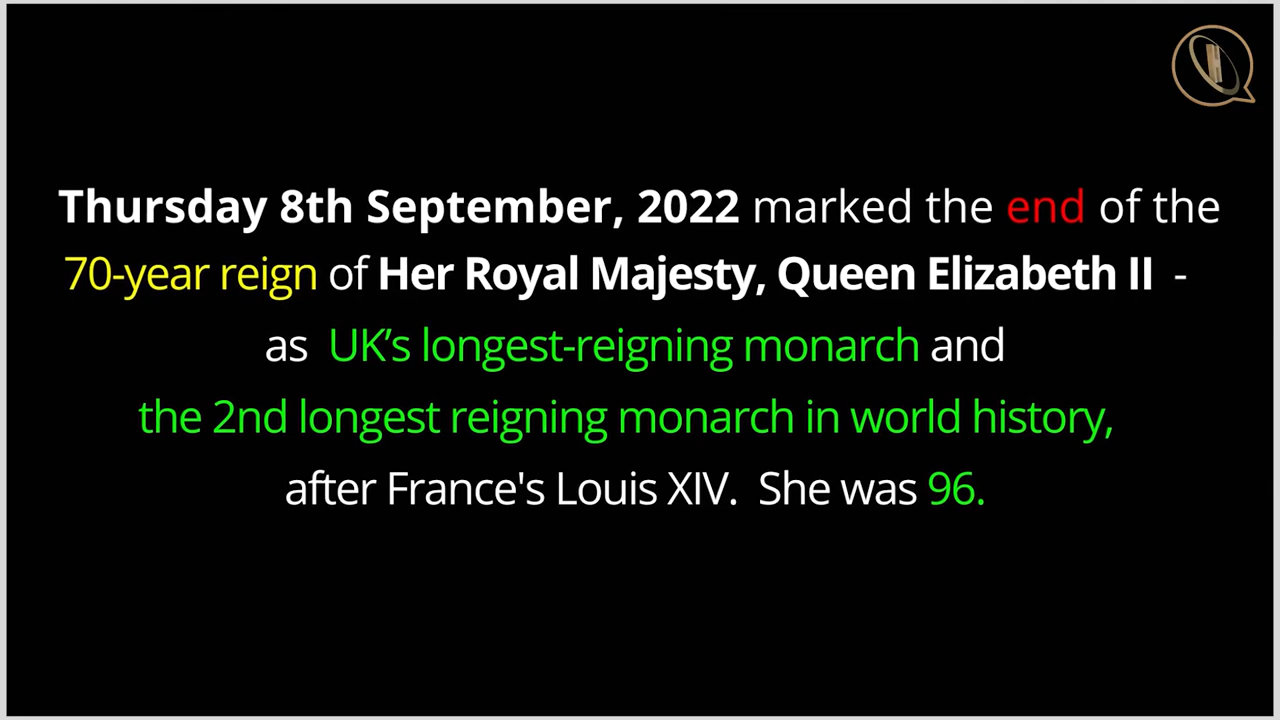 Thursday 8th September, 2022 marked the end of the
70-year reign of Her Royal Majesty, Queen Elizabeth II -
as UK’s longest-reigning monarch and
the 2nd longest reigning monarch in world history,
after France's Louis XIV. She was 96.